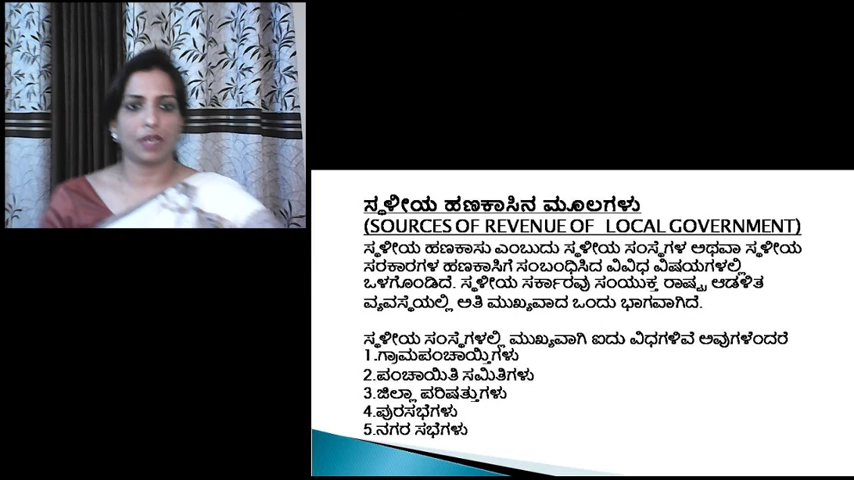 ಸ್ಥಳೀಯ ಹಣಕಾಸಿನ ಮೂಲಗಳು
(SOURCES OF REVENUE OF LOCAL GOVERNMENT)
ಸ್ಥಳೀಯ ಹಣಕಾಸು ಎಂಬುದು ಸ್ಥಳೀಯ ಸಂಸ್ಥೆಗಳ ಅಥವಾ ಸ್ಥಳೀಯ
ಸರಕಾರಗಳ ಹಣಕಾಸಿಗೆ ಸಂಬಂಧಿಸಿದ ವಿವಿಧ ವಿಷಯಗಳಲ್ಲಿ
ಒಳಗೊಂಡಿದೆ. ಸ್ಥಳೀಯ ಸರ್ಕಾರವು ಸಂಯುಕ್ತ ರಾಷ್ಟ್ರ ಆಡಳಿತ
ವ್ಯವಸ್ಥೆಯಲ್ಲಿ ಅತಿ ಮುಖ್ಯವಾದ ಒಂದು ಭಾಗವಾಗಿದೆ.
ಸ್ಥಳೀಯ ಸಂಸ್ಥೆಗಳಲ್ಲಿ ಮುಖ್ಯವಾಗಿ ಐದು ವಿಧಗಳಿವೆ ಅವುಗಳೆಂದರೆ
1.ಗ್ರಾಮಪಂಚಾಯ್ತಿಗಳು
2.ಪಂಚಾಯಿತಿ ಸಮಿತಿಗಳು
3.ಜಿಲ್ಲಾ ಪರಿಷತ್ತುಗಳು
4.ಪುರಸಭೆಗಳು
5.ನಗರ ಸಭೆಗಳು